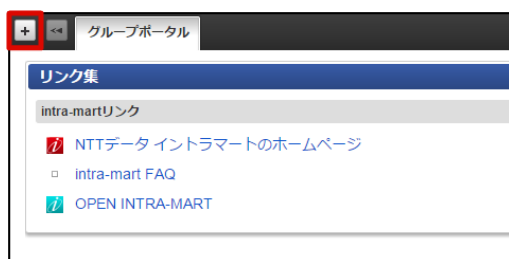 グループポータル
リンク集
intra-martリンク
NTTデータ イントラマートのホームページ
intra-mart FAQ
OPEN INTRA-MART